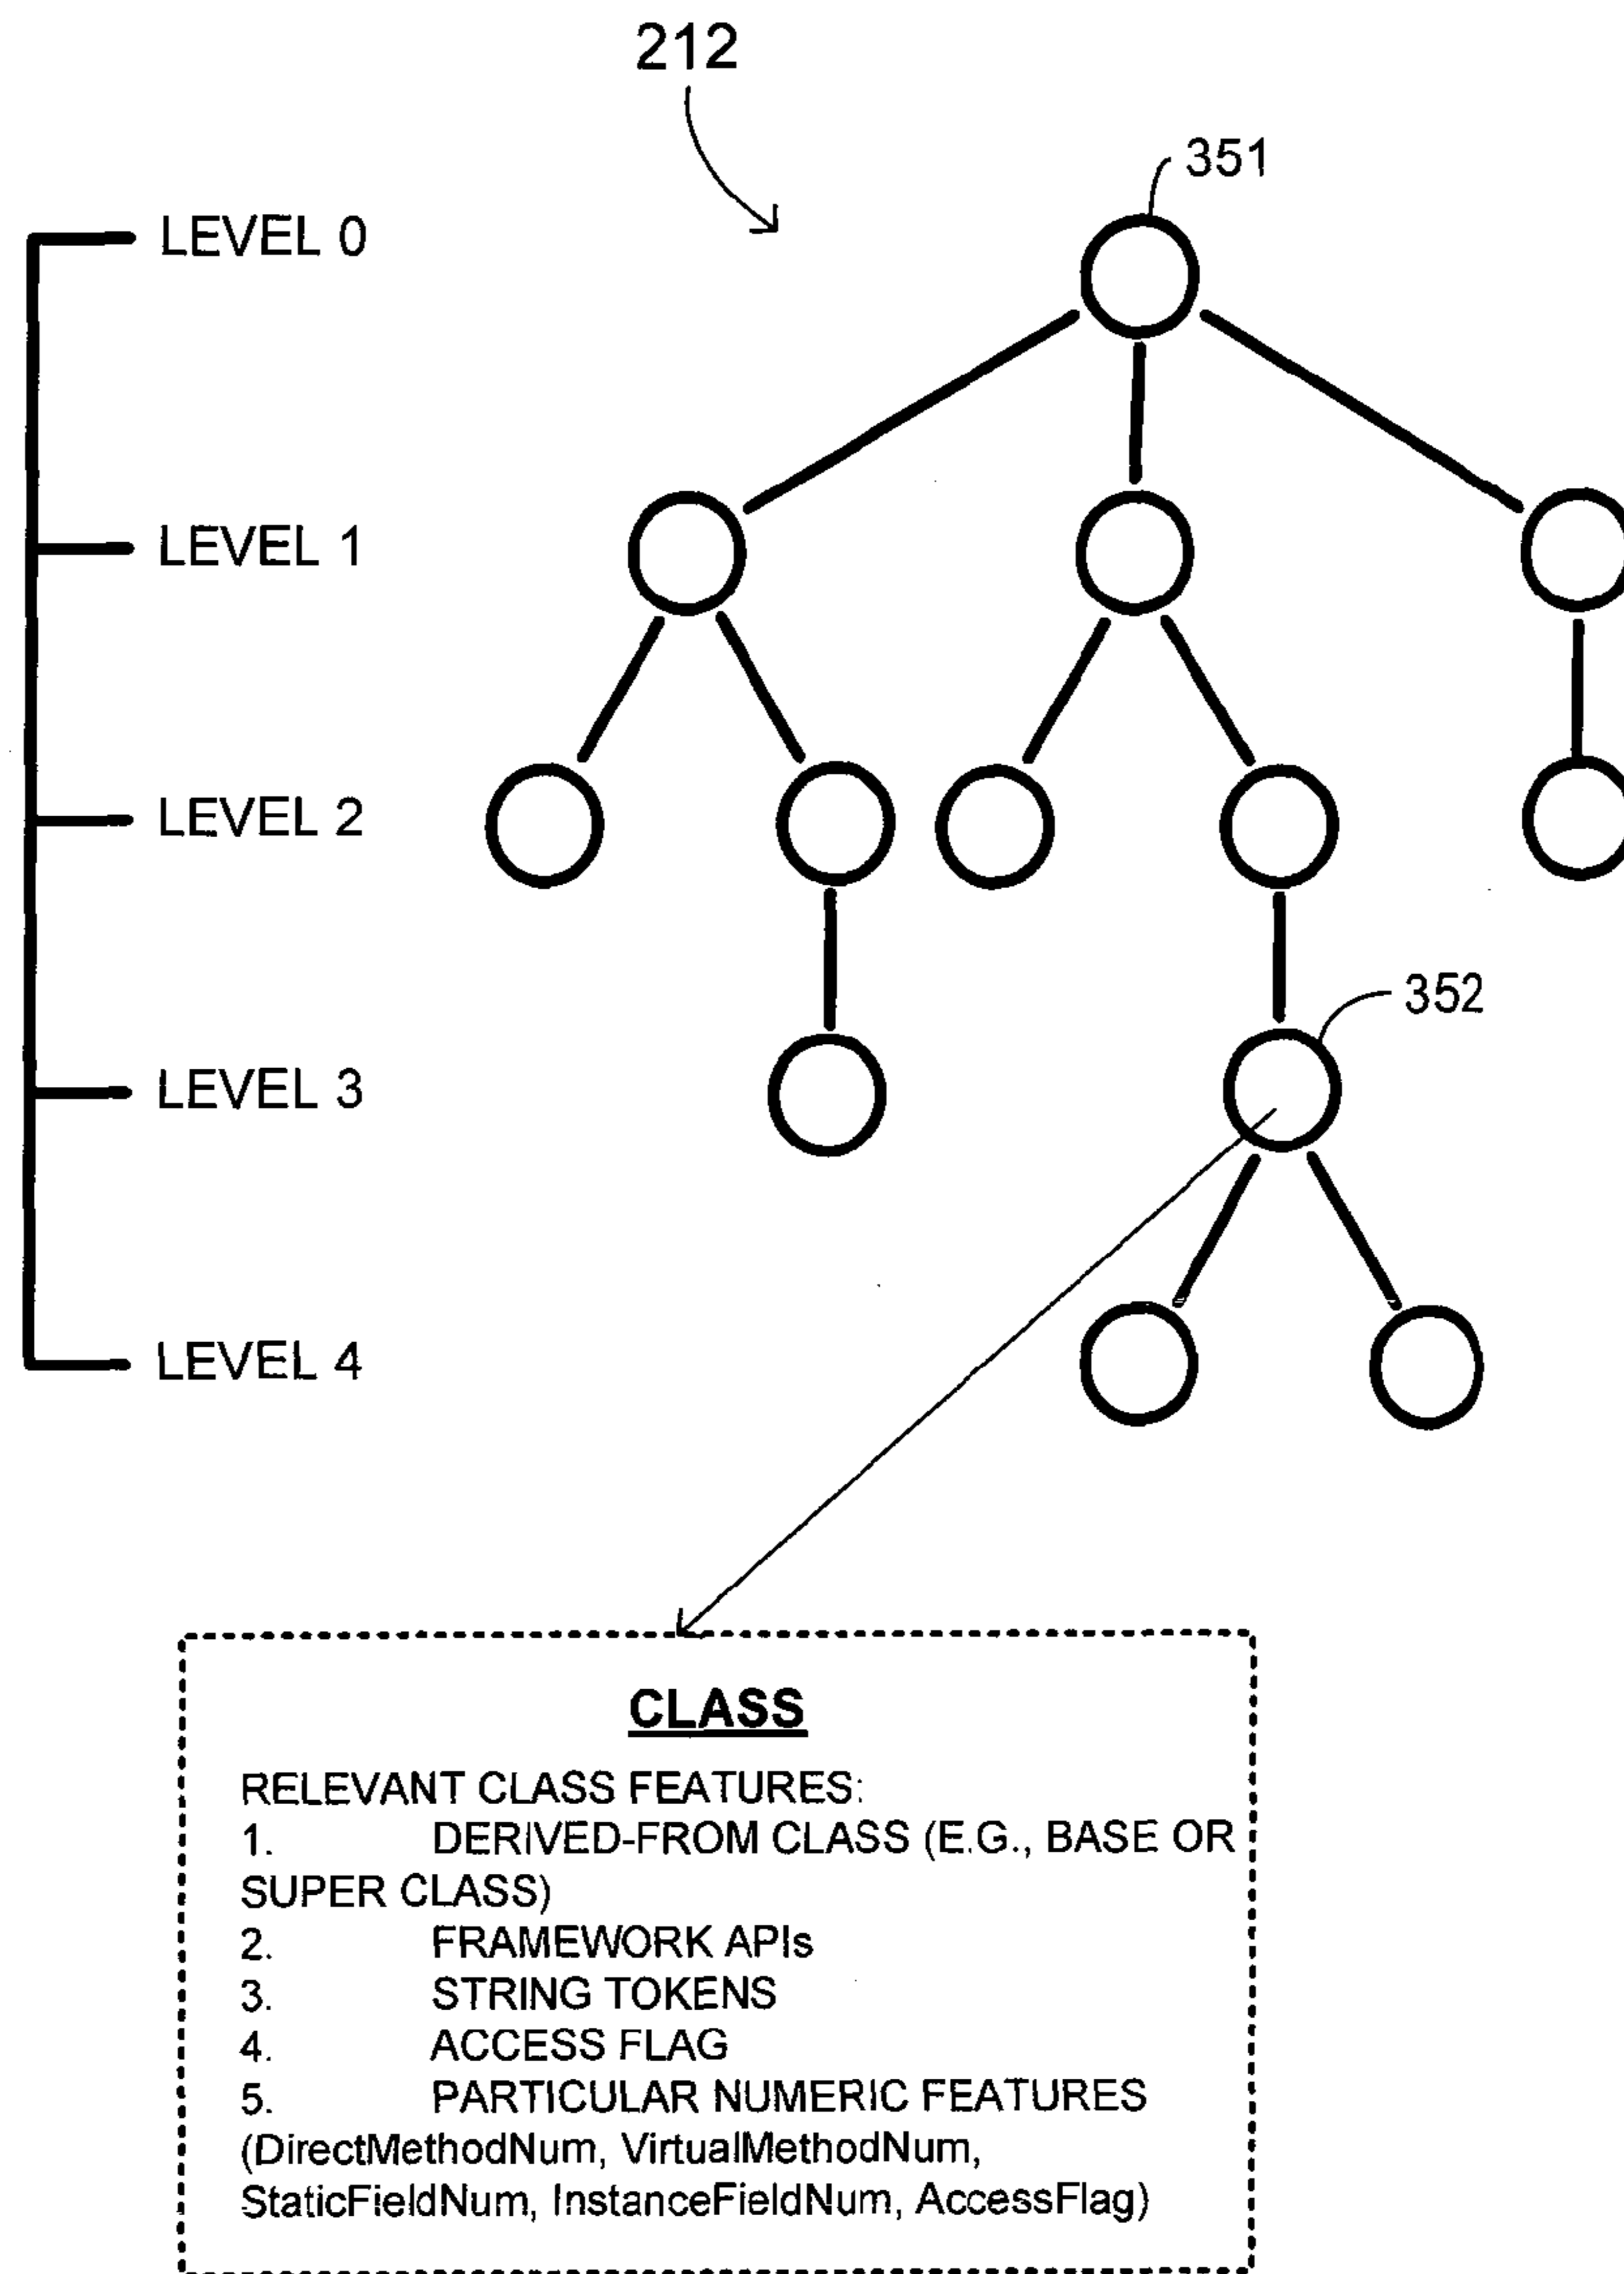 212
351
LEVEL 0
LEVEL 1
LEVEL 2
352
LEVEL 3
LEVEL 4
CLASS
RELEVANT CLASS FEATURES:
1. DERIVED-FROM CLASS (E.G., BASE OR
SUPER CLASS)
2. FRAMEWORK APIs
3. STRING TOKENS
4. ACCESS FLAG
5. PARTICULAR NUMERIC FEATURES
(DirectMethodNum, VirtualMethodNum,
StaticFieldNum, InstanceFieldNum, AccessFlag)